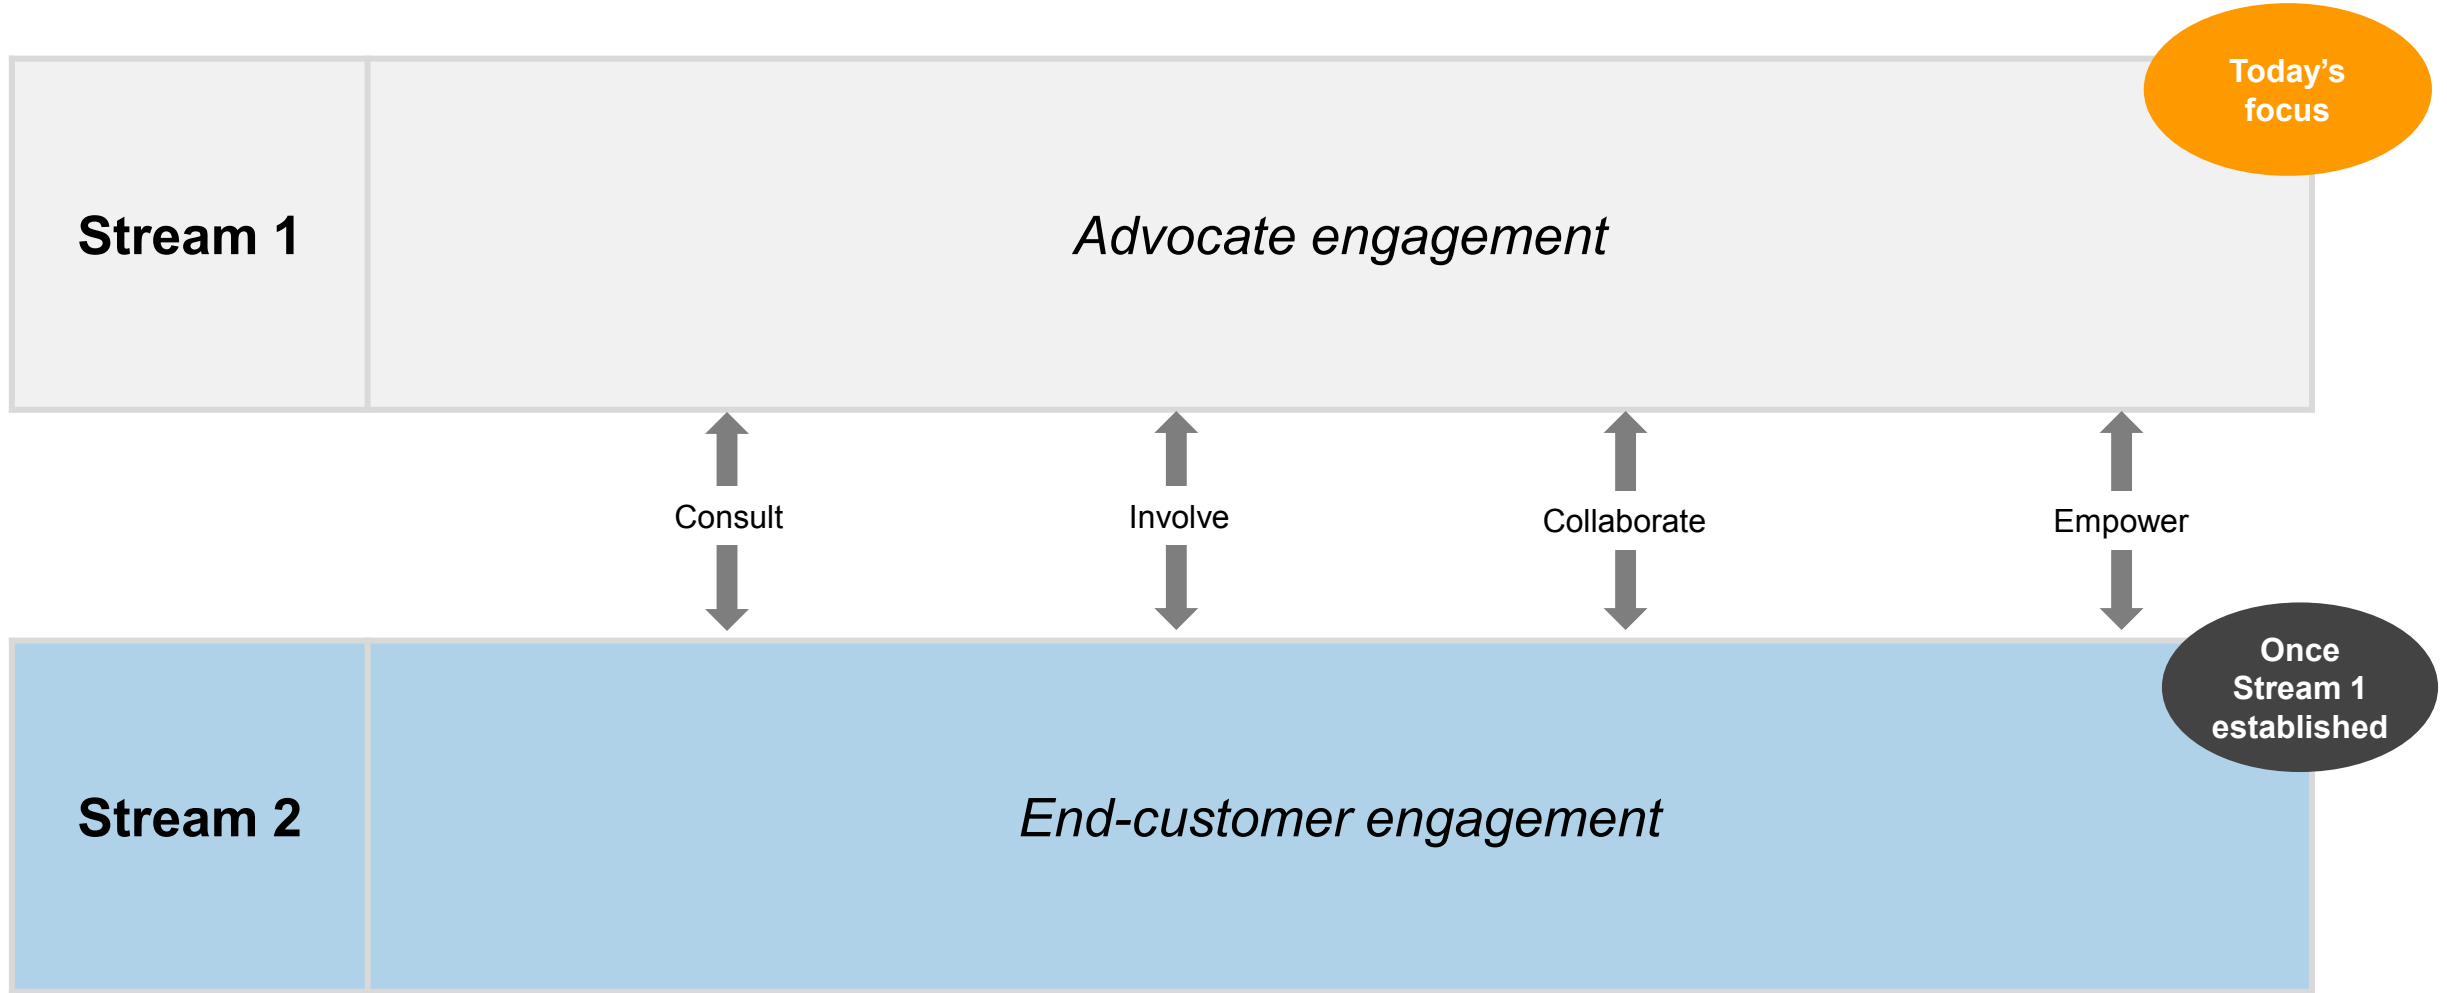 Today’s
focus
Stream 1
Advocate engagement
Consult
Involve
Collaborate
Empower
Once
Stream 1
established
Stream 2
End-customer engagement